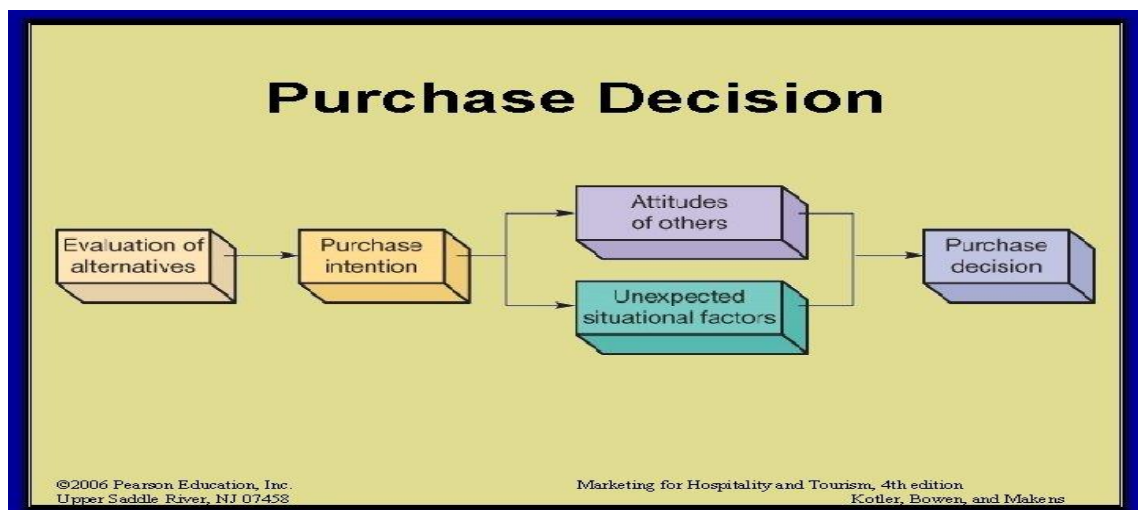 Purchase Decision
Evaluation of
alternatives
Purchase
intention
Attitudes
of others
Unexpected
situational factors
Purchase
decision
©2006 Pearson Education, Inc.
Upper Saddle River, NJ 07458
Marketing for Hospitality and Tourism, 4th edition
Kotler, Bowen, and Makens